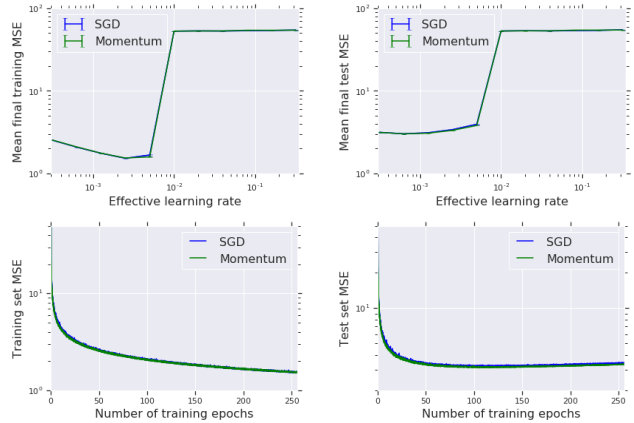 10²
10²
SGD
SGD
Momentum
Momentum
Mean final training MSE
Mean final test MSE
10¹
10¹
10⁰
10⁰
10⁻³
10⁻²
10⁻¹
10⁻³
10⁻²
10⁻¹
Effective learning rate
Effective learning rate
SGD
SGD
Momentum
Momentum
Training set MSE
Test set MSE
10¹
10¹
10⁰
0
50
100
150
200
250
0
50
100
150
200
250
Number of training epochs
Number of training epochs